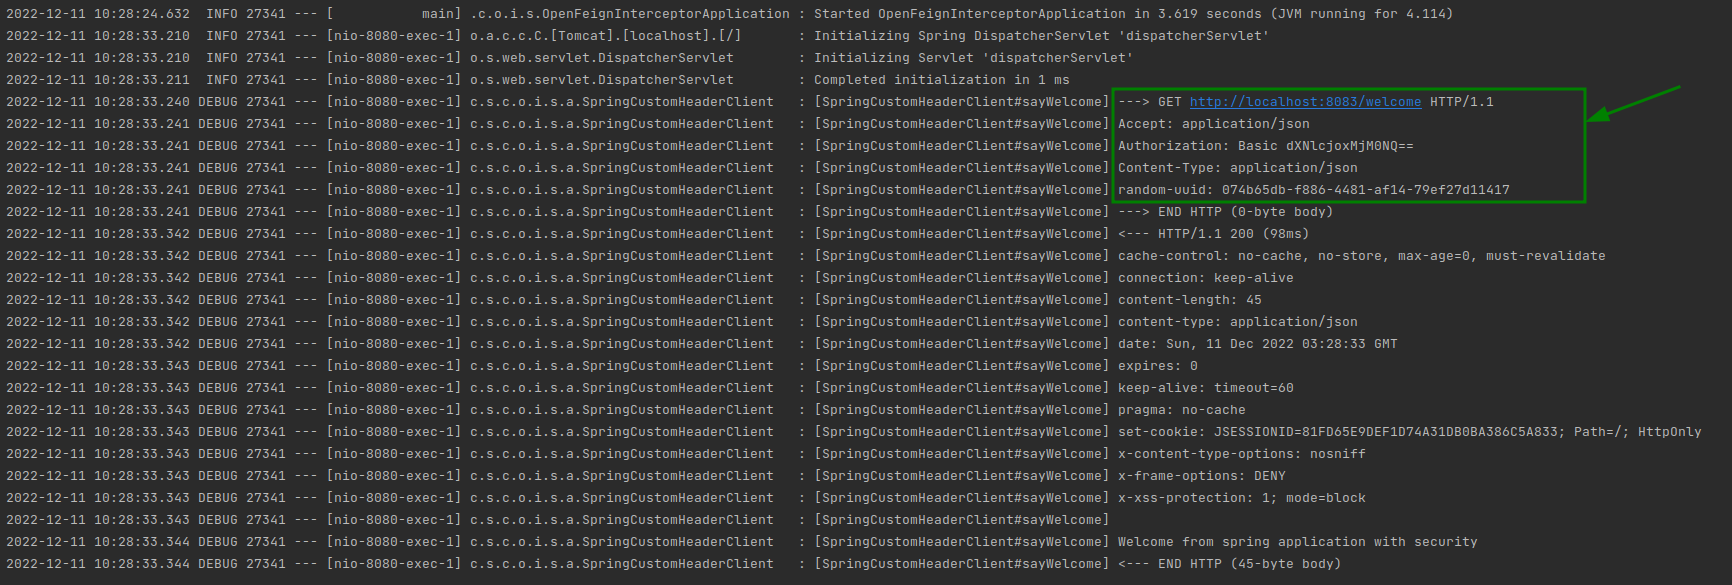 2022-12-11 10:28:24.632  INFO 27341 --- [           main] .c.o.i.s.OpenFeignInterceptorApplication : Started OpenFeignInterceptorApplication in 3.619 seconds (JVM running for 4.114)
2022-12-11 10:28:33.210  INFO 27341 --- [nio-8080-exec-1] o.a.c.c.C.[Tomcat].[localhost].[/]       : Initializing Spring DispatcherServlet 'dispatcherServlet'
2022-12-11 10:28:33.210  INFO 27341 --- [nio-8080-exec-1] o.s.web.servlet.DispatcherServlet        : Initializing Servlet 'dispatcherServlet'
2022-12-11 10:28:33.211  INFO 27341 --- [nio-8080-exec-1] o.s.web.servlet.DispatcherServlet        : Completed initialization in 1 ms
2022-12-11 10:28:33.240 DEBUG 27341 --- [nio-8080-exec-1] c.s.c.o.i.s.a.SpringCustomHeaderClient   : [SpringCustomHeaderClient#sayWelcome] ---> GET http://localhost:8083/welcome HTTP/1.1
2022-12-11 10:28:33.241 DEBUG 27341 --- [nio-8080-exec-1] c.s.c.o.i.s.a.SpringCustomHeaderClient   : [SpringCustomHeaderClient#sayWelcome] Accept: application/json
2022-12-11 10:28:33.241 DEBUG 27341 --- [nio-8080-exec-1] c.s.c.o.i.s.a.SpringCustomHeaderClient   : [SpringCustomHeaderClient#sayWelcome] Authorization: Basic dXNlcjoxMjM0NQ==
2022-12-11 10:28:33.241 DEBUG 27341 --- [nio-8080-exec-1] c.s.c.o.i.s.a.SpringCustomHeaderClient   : [SpringCustomHeaderClient#sayWelcome] Content-Type: application/json
2022-12-11 10:28:33.241 DEBUG 27341 --- [nio-8080-exec-1] c.s.c.o.i.s.a.SpringCustomHeaderClient   : [SpringCustomHeaderClient#sayWelcome] random-uuid: 074b65db-f886-4481-af14-79ef27d11417
2022-12-11 10:28:33.241 DEBUG 27341 --- [nio-8080-exec-1] c.s.c.o.i.s.a.SpringCustomHeaderClient   : [SpringCustomHeaderClient#sayWelcome] ---> END HTTP (0-byte body)
2022-12-11 10:28:33.342 DEBUG 27341 --- [nio-8080-exec-1] c.s.c.o.i.s.a.SpringCustomHeaderClient   : [SpringCustomHeaderClient#sayWelcome] <--- HTTP/1.1 200 (98ms)
2022-12-11 10:28:33.342 DEBUG 27341 --- [nio-8080-exec-1] c.s.c.o.i.s.a.SpringCustomHeaderClient   : [SpringCustomHeaderClient#sayWelcome] cache-control: no-cache, no-store, max-age=0, must-revalidate
2022-12-11 10:28:33.342 DEBUG 27341 --- [nio-8080-exec-1] c.s.c.o.i.s.a.SpringCustomHeaderClient   : [SpringCustomHeaderClient#sayWelcome] connection: keep-alive
2022-12-11 10:28:33.342 DEBUG 27341 --- [nio-8080-exec-1] c.s.c.o.i.s.a.SpringCustomHeaderClient   : [SpringCustomHeaderClient#sayWelcome] content-length: 45
2022-12-11 10:28:33.342 DEBUG 27341 --- [nio-8080-exec-1] c.s.c.o.i.s.a.SpringCustomHeaderClient   : [SpringCustomHeaderClient#sayWelcome] content-type: application/json
2022-12-11 10:28:33.342 DEBUG 27341 --- [nio-8080-exec-1] c.s.c.o.i.s.a.SpringCustomHeaderClient   : [SpringCustomHeaderClient#sayWelcome] date: Sun, 11 Dec 2022 03:28:33 GMT
2022-12-11 10:28:33.343 DEBUG 27341 --- [nio-8080-exec-1] c.s.c.o.i.s.a.SpringCustomHeaderClient   : [SpringCustomHeaderClient#sayWelcome] expires: 0
2022-12-11 10:28:33.343 DEBUG 27341 --- [nio-8080-exec-1] c.s.c.o.i.s.a.SpringCustomHeaderClient   : [SpringCustomHeaderClient#sayWelcome] keep-alive: timeout=60
2022-12-11 10:28:33.343 DEBUG 27341 --- [nio-8080-exec-1] c.s.c.o.i.s.a.SpringCustomHeaderClient   : [SpringCustomHeaderClient#sayWelcome] pragma: no-cache
2022-12-11 10:28:33.343 DEBUG 27341 --- [nio-8080-exec-1] c.s.c.o.i.s.a.SpringCustomHeaderClient   : [SpringCustomHeaderClient#sayWelcome] set-cookie: JSESSIONID=81FD65E9DEF1D74A31DB0BA386C5A833; Path=/; HttpOnly
2022-12-11 10:28:33.343 DEBUG 27341 --- [nio-8080-exec-1] c.s.c.o.i.s.a.SpringCustomHeaderClient   : [SpringCustomHeaderClient#sayWelcome] x-content-type-options: nosniff
2022-12-11 10:28:33.343 DEBUG 27341 --- [nio-8080-exec-1] c.s.c.o.i.s.a.SpringCustomHeaderClient   : [SpringCustomHeaderClient#sayWelcome] x-frame-options: DENY
2022-12-11 10:28:33.343 DEBUG 27341 --- [nio-8080-exec-1] c.s.c.o.i.s.a.SpringCustomHeaderClient   : [SpringCustomHeaderClient#sayWelcome] x-xss-protection: 1; mode=block
2022-12-11 10:28:33.343 DEBUG 27341 --- [nio-8080-exec-1] c.s.c.o.i.s.a.SpringCustomHeaderClient   : [SpringCustomHeaderClient#sayWelcome]
2022-12-11 10:28:33.344 DEBUG 27341 --- [nio-8080-exec-1] c.s.c.o.i.s.a.SpringCustomHeaderClient   : [SpringCustomHeaderClient#sayWelcome] Welcome from spring application with security
2022-12-11 10:28:33.344 DEBUG 27341 --- [nio-8080-exec-1] c.s.c.o.i.s.a.SpringCustomHeaderClient   : [SpringCustomHeaderClient#sayWelcome] <--- END HTTP (45-byte body)